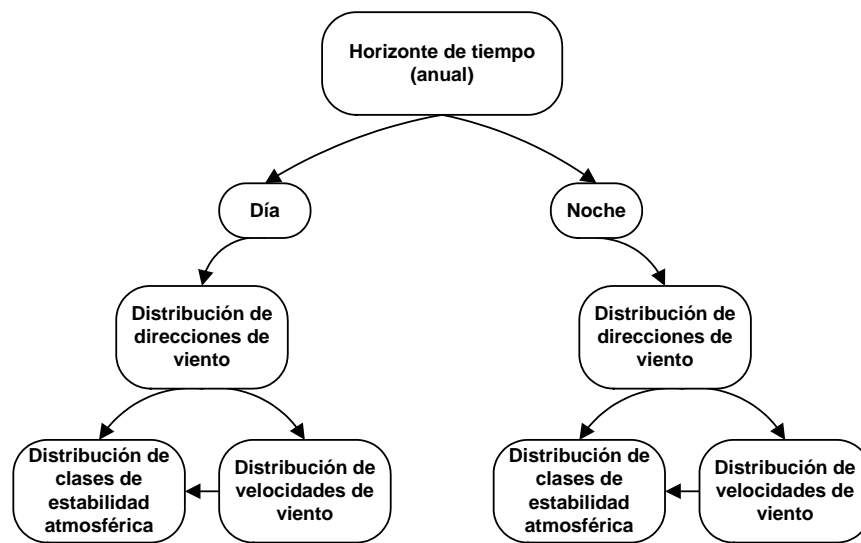 Horizonte de tiempo
(anual)
Día
Noche
Distribución de
direcciones de
viento
Distribución de
direcciones de
viento
Distribución de
clases de
estabilidad
atmosférica
Distribución de
velocidades de
viento
Distribución de
clases de
estabilidad
atmosférica
Distribución de
velocidades de
viento